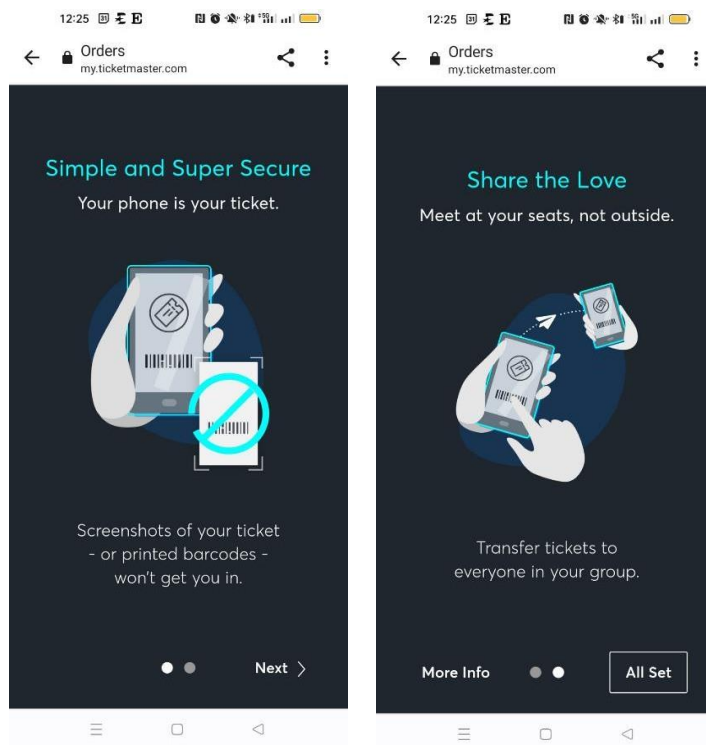 12:25
Orders
my.ticketmaster.com
Simple and Super Secure
Your phone is your ticket.
Screenshots of your ticket
- or printed barcodes -
won't get you in.
Next
12:25
Orders
my.ticketmaster.com
Share the Love
Meet at your seats, not outside.
Transfer tickets to
everyone in your group.
More Info
All Set